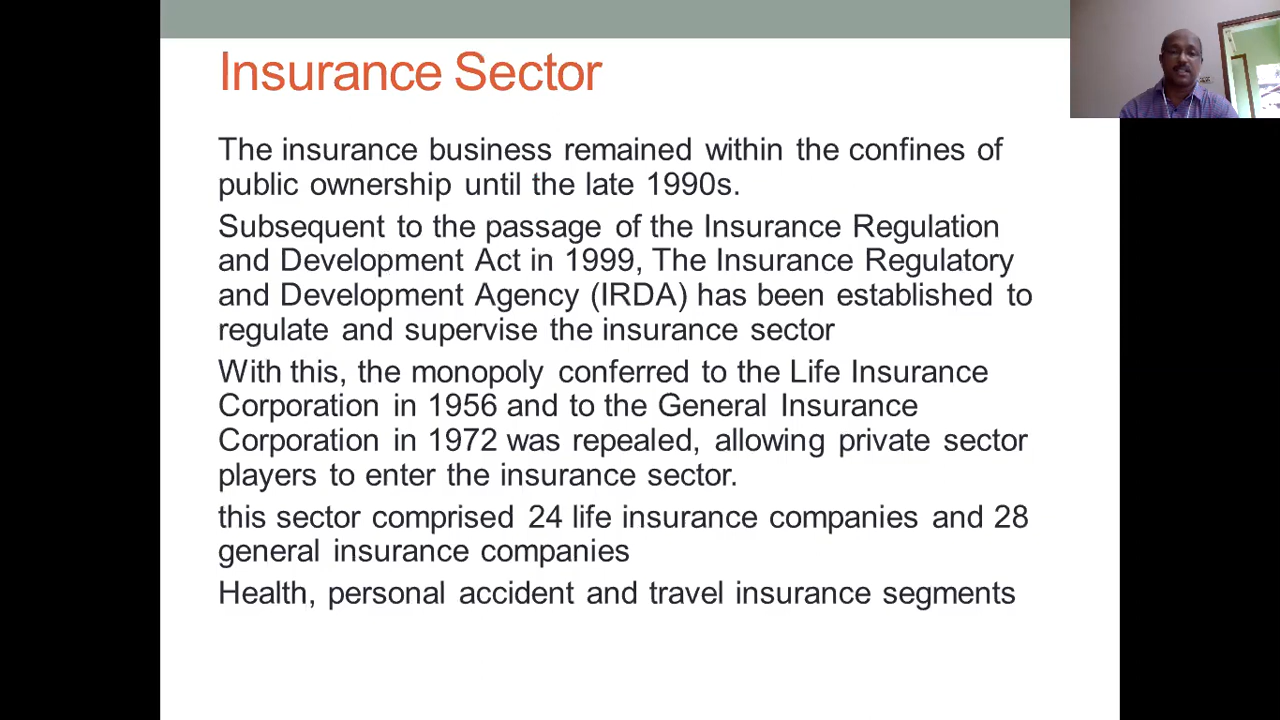 Insurance Sector
The insurance business remained within the confines of
public ownership until the late 1990s.
Subsequent to the passage of the Insurance Regulation
and Development Act in 1999, The Insurance Regulatory
and Development Agency (IRDA) has been established to
regulate and supervise the insurance sector
With this, the monopoly conferred to the Life Insurance
Corporation in 1956 and to the General Insurance
Corporation in 1972 was repealed, allowing private sector
players to enter the insurance sector.
this sector comprised 24 life insurance companies and 28
general insurance companies
Health, personal accident and travel insurance segments